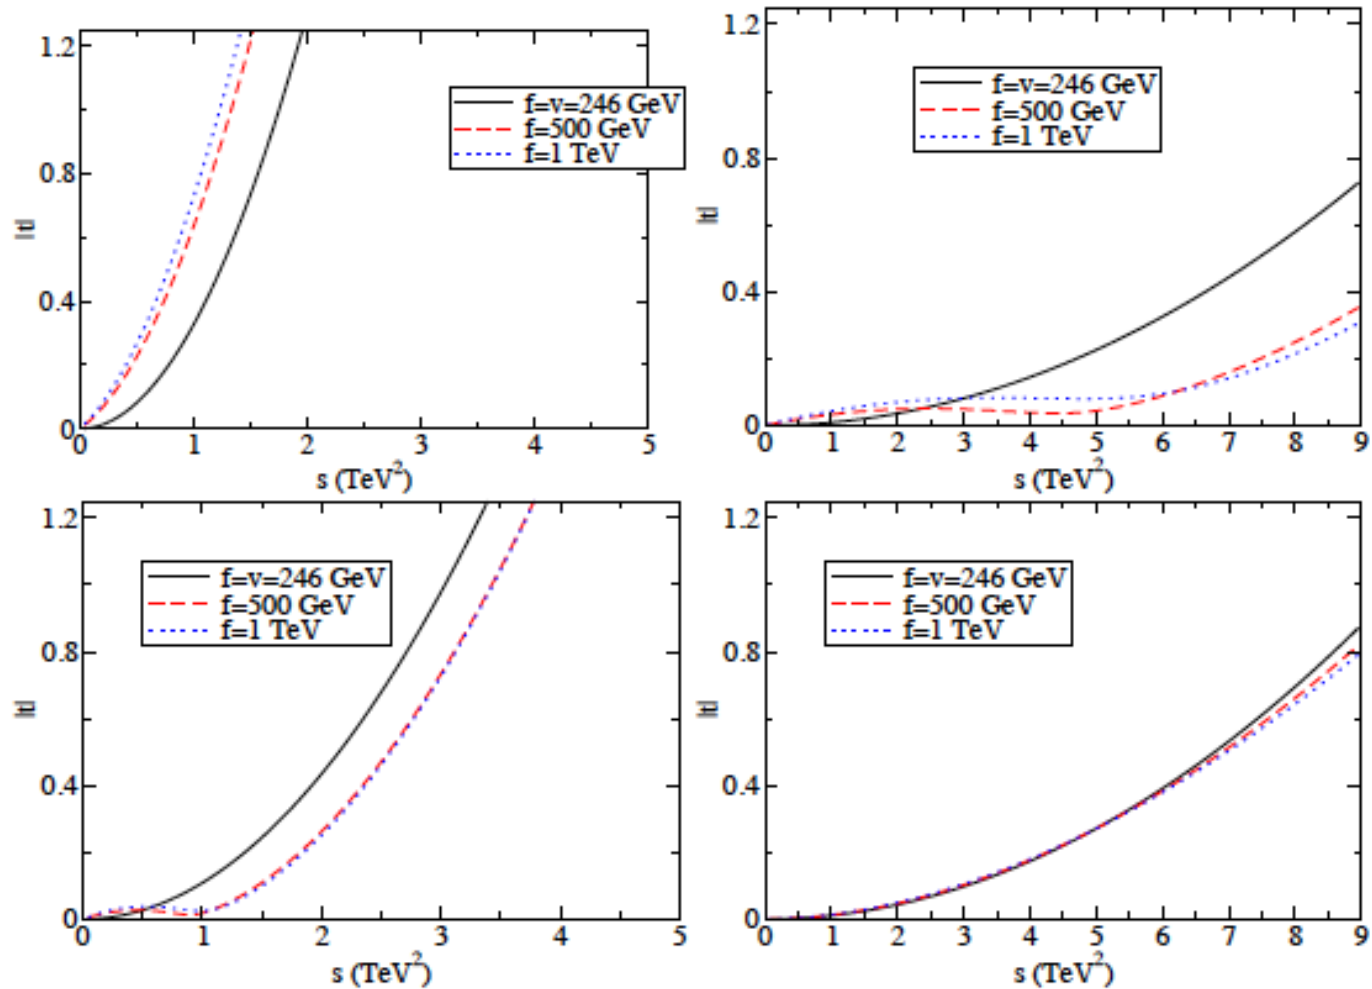 1.2
0.8
0.4
0
|t|
f=v=246 GeV
f=500 GeV
f=1 TeV
0 1 2 3 4 5
s (TeV²)
1.2
0.8
0.4
0
|t|
f=v=246 GeV
f=500 GeV
f=1 TeV
0 1 2 3 4 5 6 7 8 9
s (TeV²)
1.2
0.8
0.4
0
|t|
f=v=246 GeV
f=500 GeV
f=1 TeV
0 1 2 3 4 5
s (TeV²)
1.2
0.8
0.4
0
|t|
f=v=246 GeV
f=500 GeV
f=1 TeV
0 1 2 3 4 5 6 7 8 9
s (TeV²)